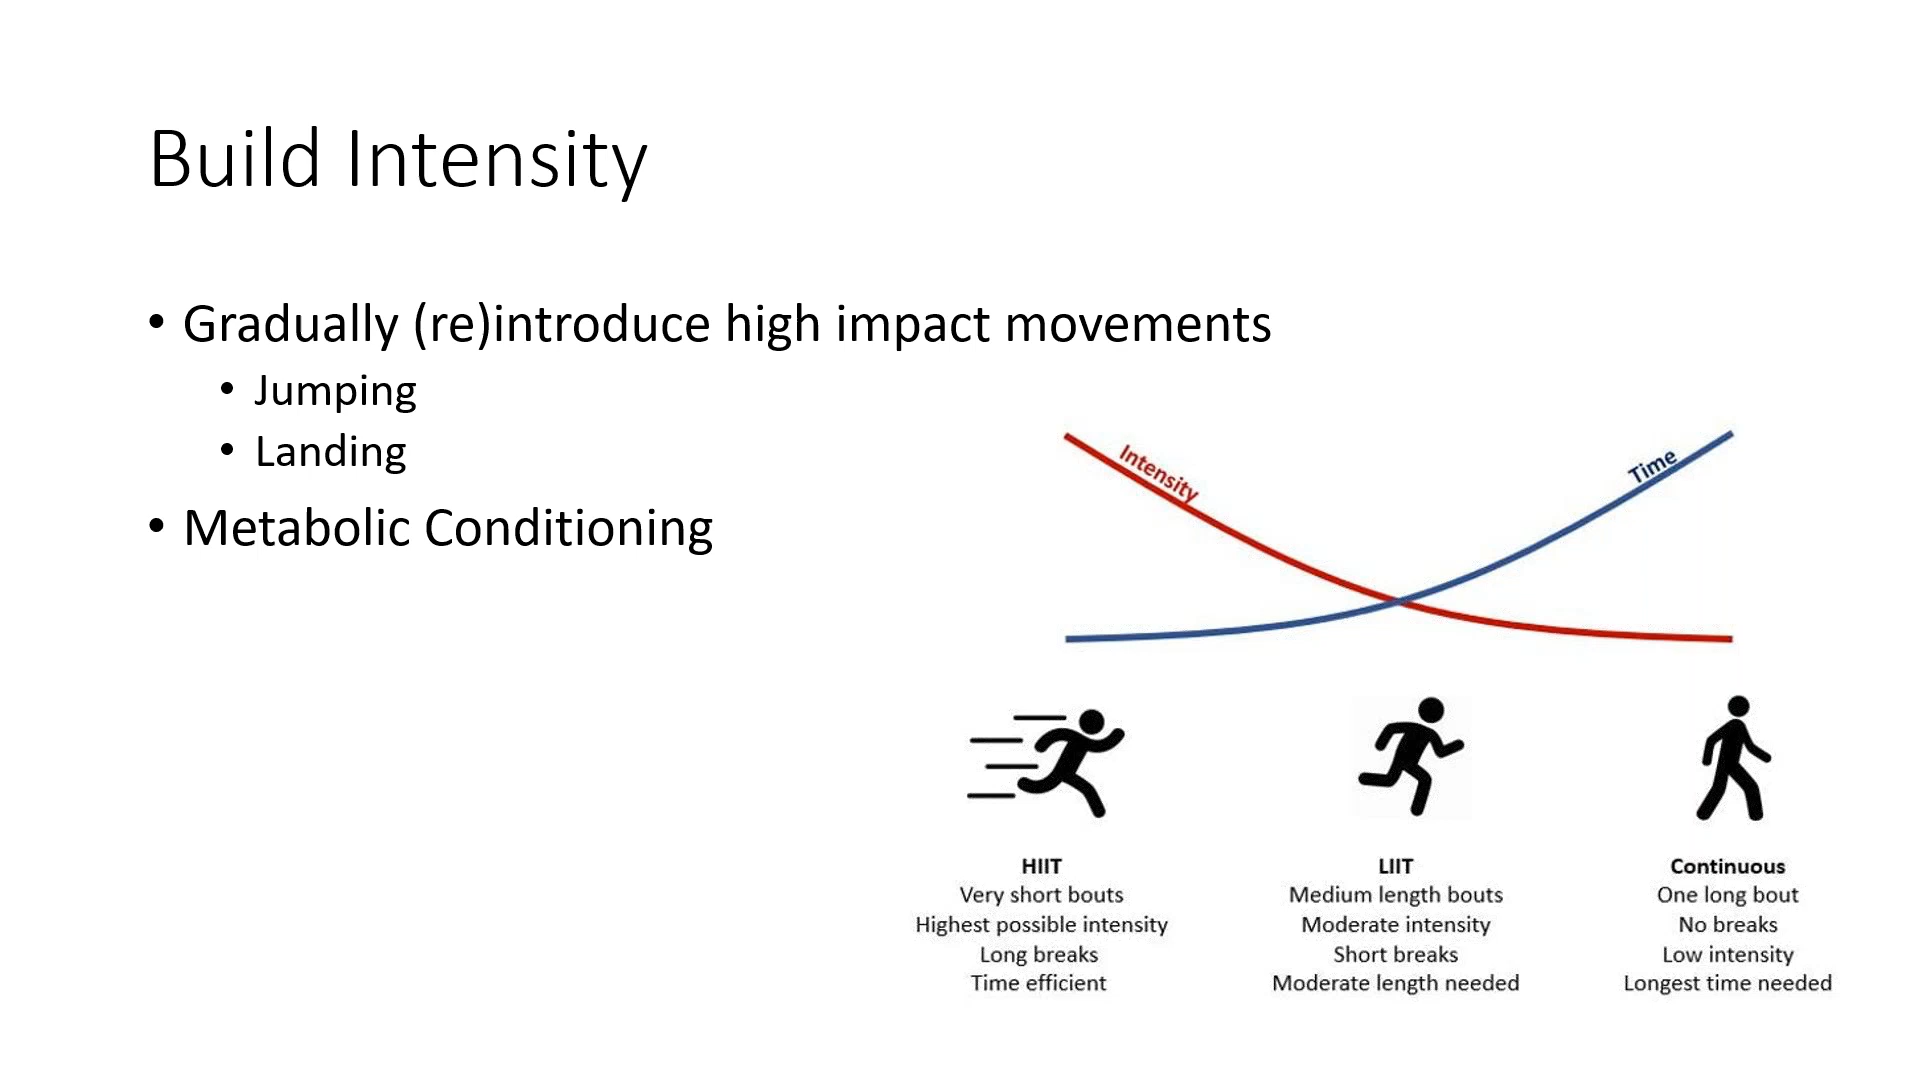 Build Intensity
• Gradually (re)introduce high impact movements
• Jumping
• Landing
• Metabolic Conditioning
Intensity
Time
HIIT
Very short bouts
Highest possible intensity
Long breaks
Time efficient
LIIT
Medium length bouts
Moderate intensity
Short breaks
Moderate length needed
Continuous
One long bout
No breaks
Low intensity
Longest time needed